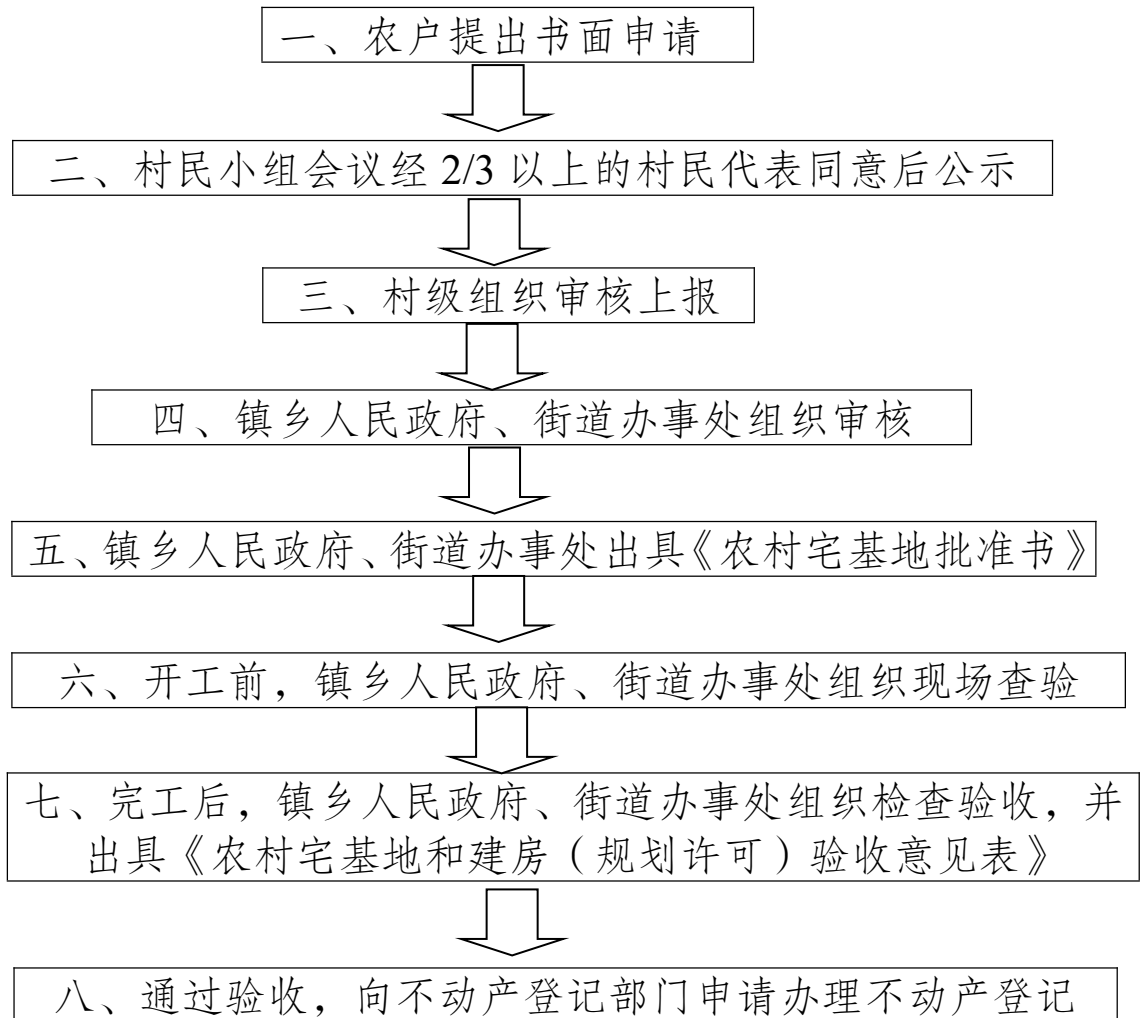 一、农户提出书面申请
二、村民小组会议经 2/3 以上的村民代表同意后公示
三、村级组织审核上报
四、镇乡人民政府、街道办事处组织审核
五、镇乡人民政府、街道办事处出具《农村宅基地批准书》
六、开工前，镇乡人民政府、街道办事处组织现场查验
七、完工后，镇乡人民政府、街道办事处组织检查验收，并
出具《农村宅基地和建房（规划许可）验收意见表》
八、通过验收，向不动产登记部门申请办理不动产登记